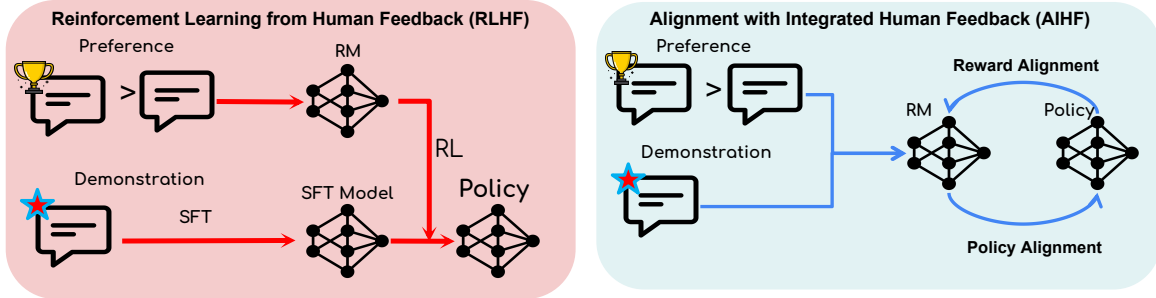 Reinforcement Learning from Human Feedback (RLHF)
Preference
RM
>
RL
Demonstration
SFT
SFT Model
Policy
Alignment with Integrated Human Feedback (AIHF)
Preference
>
Reward Alignment
RM
Policy
Demonstration
Policy Alignment